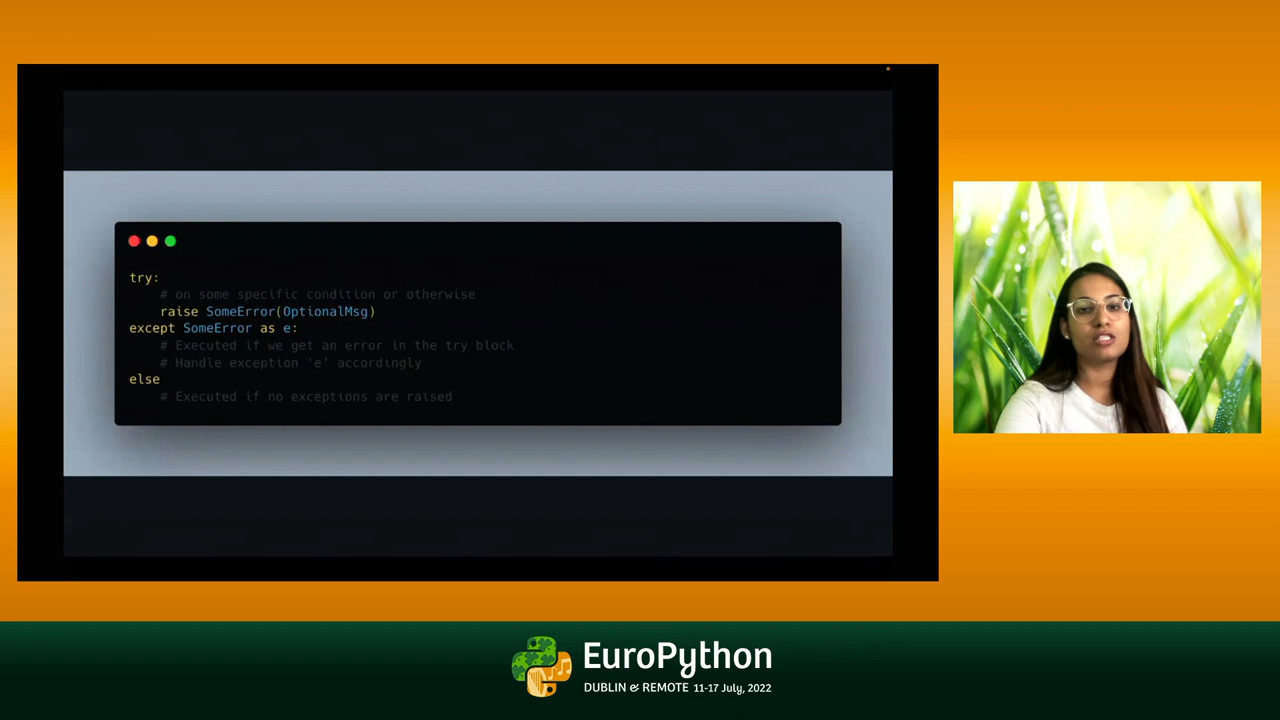 try:
    # on some specific condition or otherwise
    raise SomeError(OptionalMsg)
except SomeError as e:
    # Executed if we get an error in the try block
    # Handle exception 'e' accordingly
else
    # Executed if no exceptions are raised
EuroPython
DUBLIN & REMOTE 11-17 July, 2022